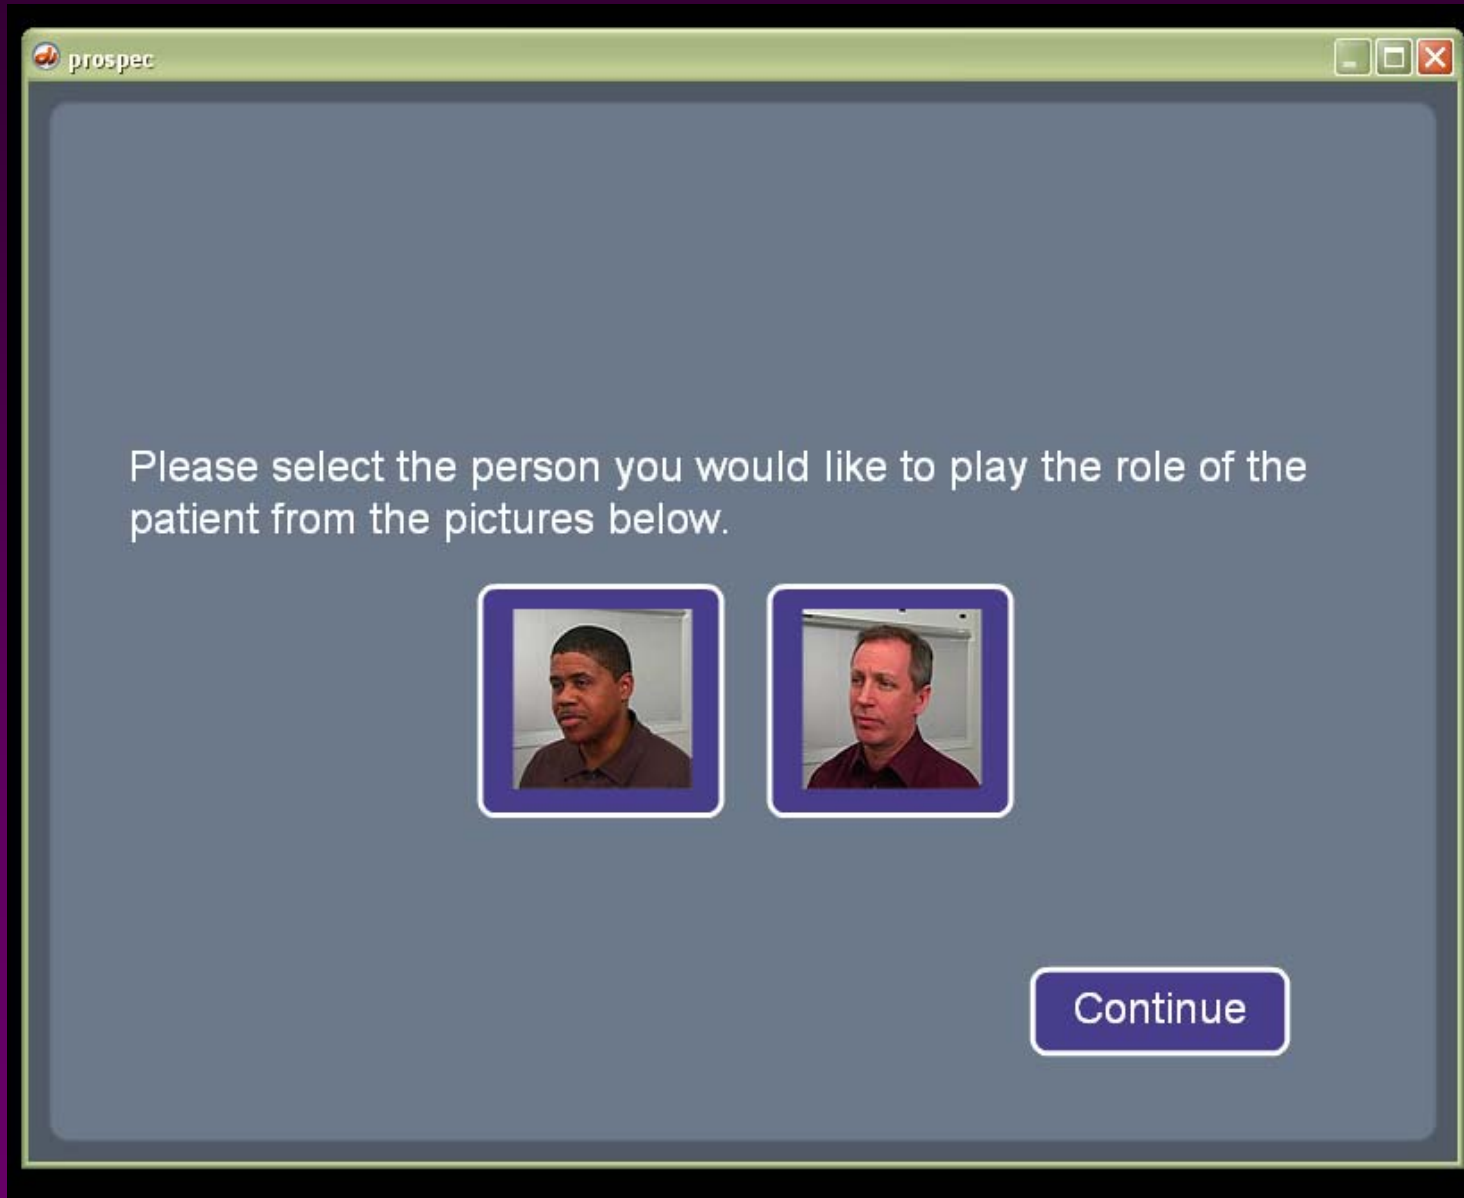 prospec
Please select the person you would like to play the role of the
patient from the pictures below.
Continue